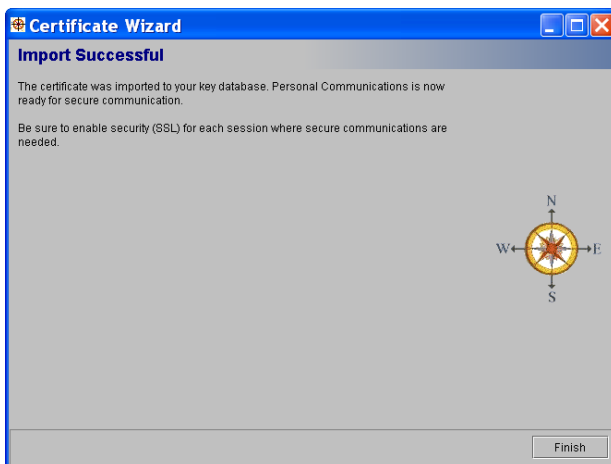 Certificate Wizard
Import Successful
The certificate was imported to your key database. Personal Communications is now
ready for secure communication.
Be sure to enable security (SSL) for each session where secure communications are
needed.
N
W E
S
Finish